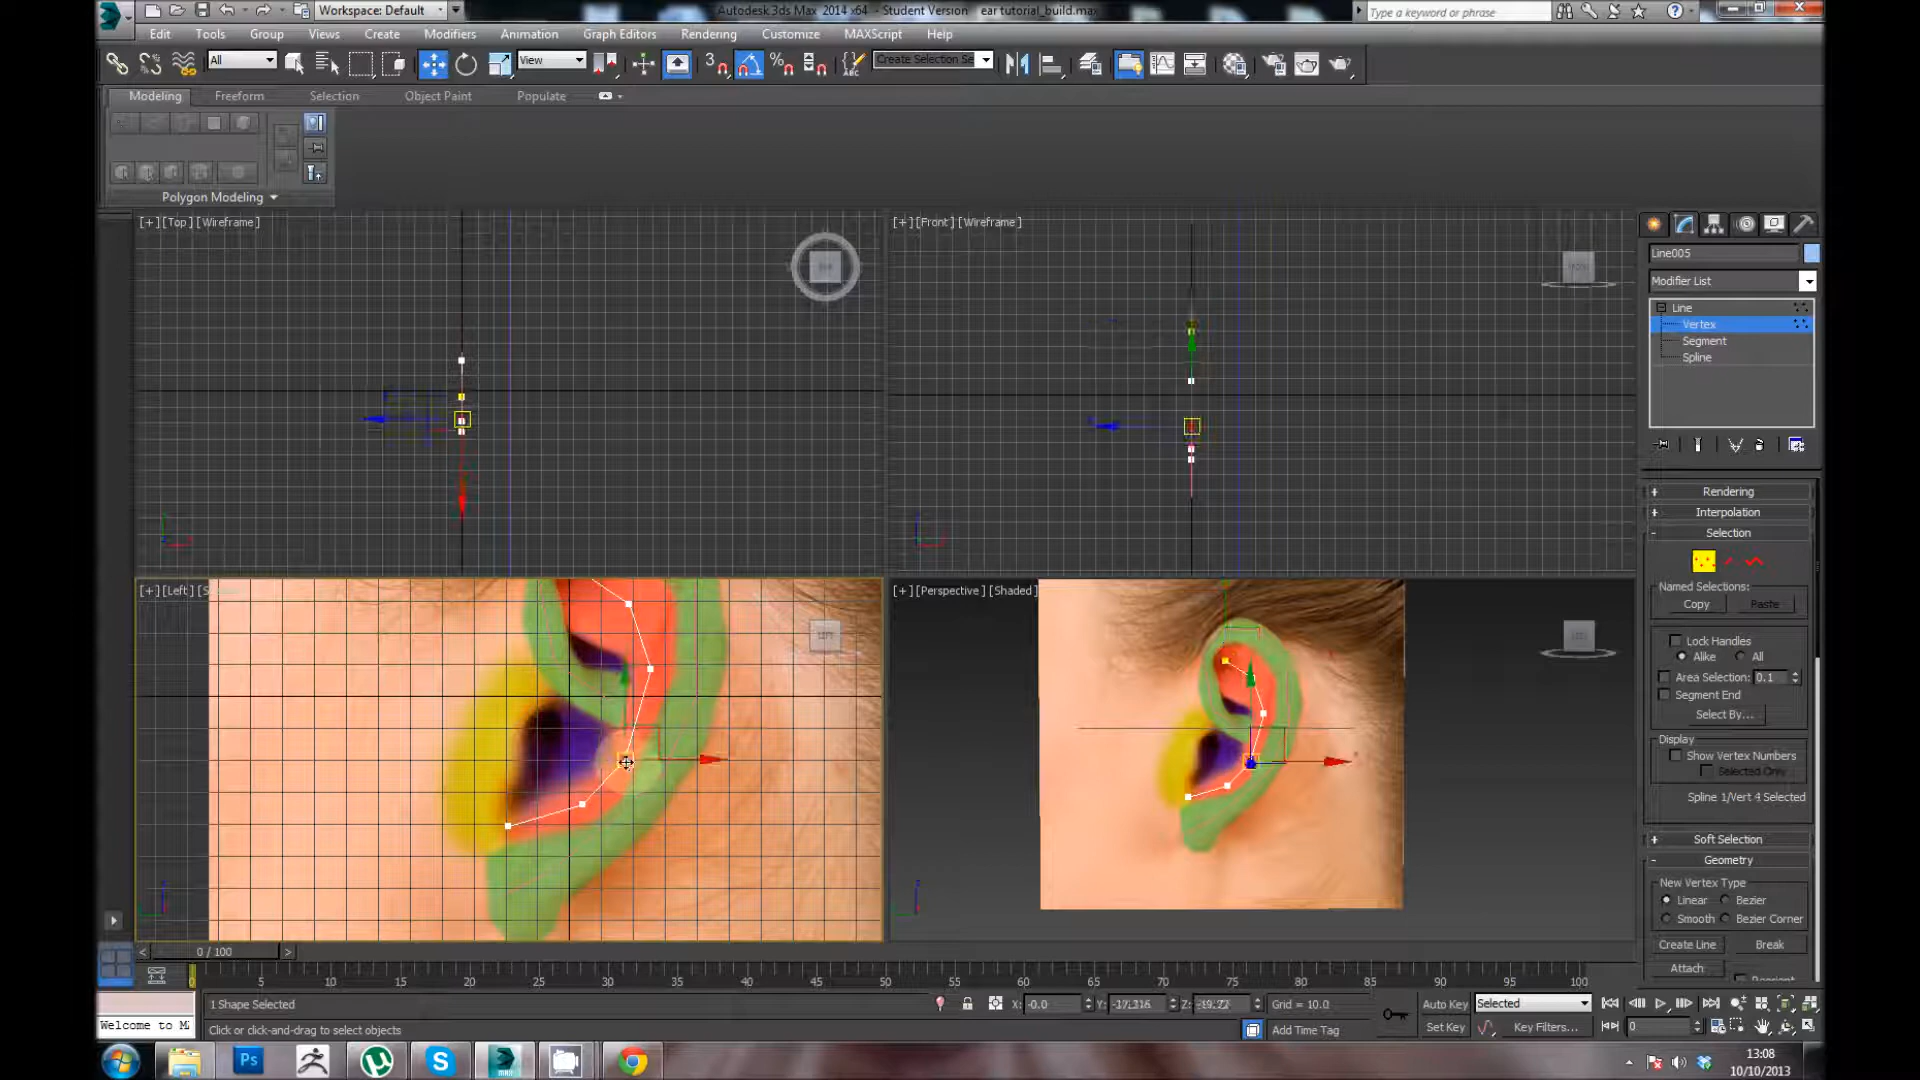 Workspace: Default
Autodesk 3ds Max 2014 x64 - Student Version ear tutorial_build.max
Type a keyword or phrase
Edit Tools Group Views Create Modifiers Animation Graph Editors Rendering Customize MAXScript Help
All
View
3
Create Selection Se
Modeling Freeform Selection Object Paint Populate
Polygon Modeling
[+] [Top] [Wireframe]
[+] [Front] [Wireframe]
FRONT
Line005
Modifier List
Line
Vertex
Segment
Spline
+ Rendering
+ Interpolation
- Selection
Named Selections:
Copy Paste
Lock Handles
Alike All
Area Selection: 0.1
Segment End
Select By...
Display
Show Vertex Numbers
Selected Only
Spline 1/Vert 4 Selected
+ Soft Selection
- Geometry
New Vertex Type
Linear Bezier
Smooth Bezier Corner
Create Line Break
Attach
[+] [Left]
LEFT
[+] [Perspective] [Shaded]
< 0 / 100 >
0 5 10 15 20 25 30 35 40 45 50 55 60 65 70 75 80 85 90 95 100
1 Shape Selected
X: -0.0 Y: -17.316 Grid = 10.0
Auto Key Selected
Welcome to M
Click or click-and-drag to select objects
Add Time Tag
Set Key Key Filters... 0
Ps
13:08
10/10/2013